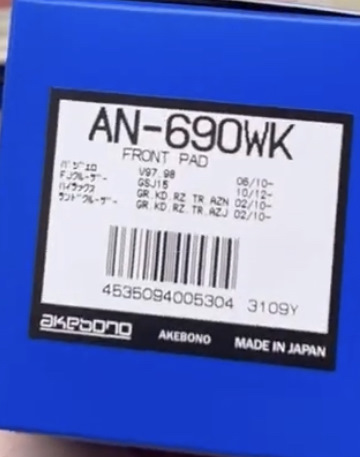 AN-690WK
FRONT PAD
パジェロ V97.98 06/10-
FJクルーザー GSJ15 10/12-
ハイラックス GR.KD.RZ.TR.AZN 02/10-
ランドクルーザー GR.KD.RZ.TR.AZJ 02/10-
4535094005304 3109Y
akebono AKEBONO MADE IN JAPAN